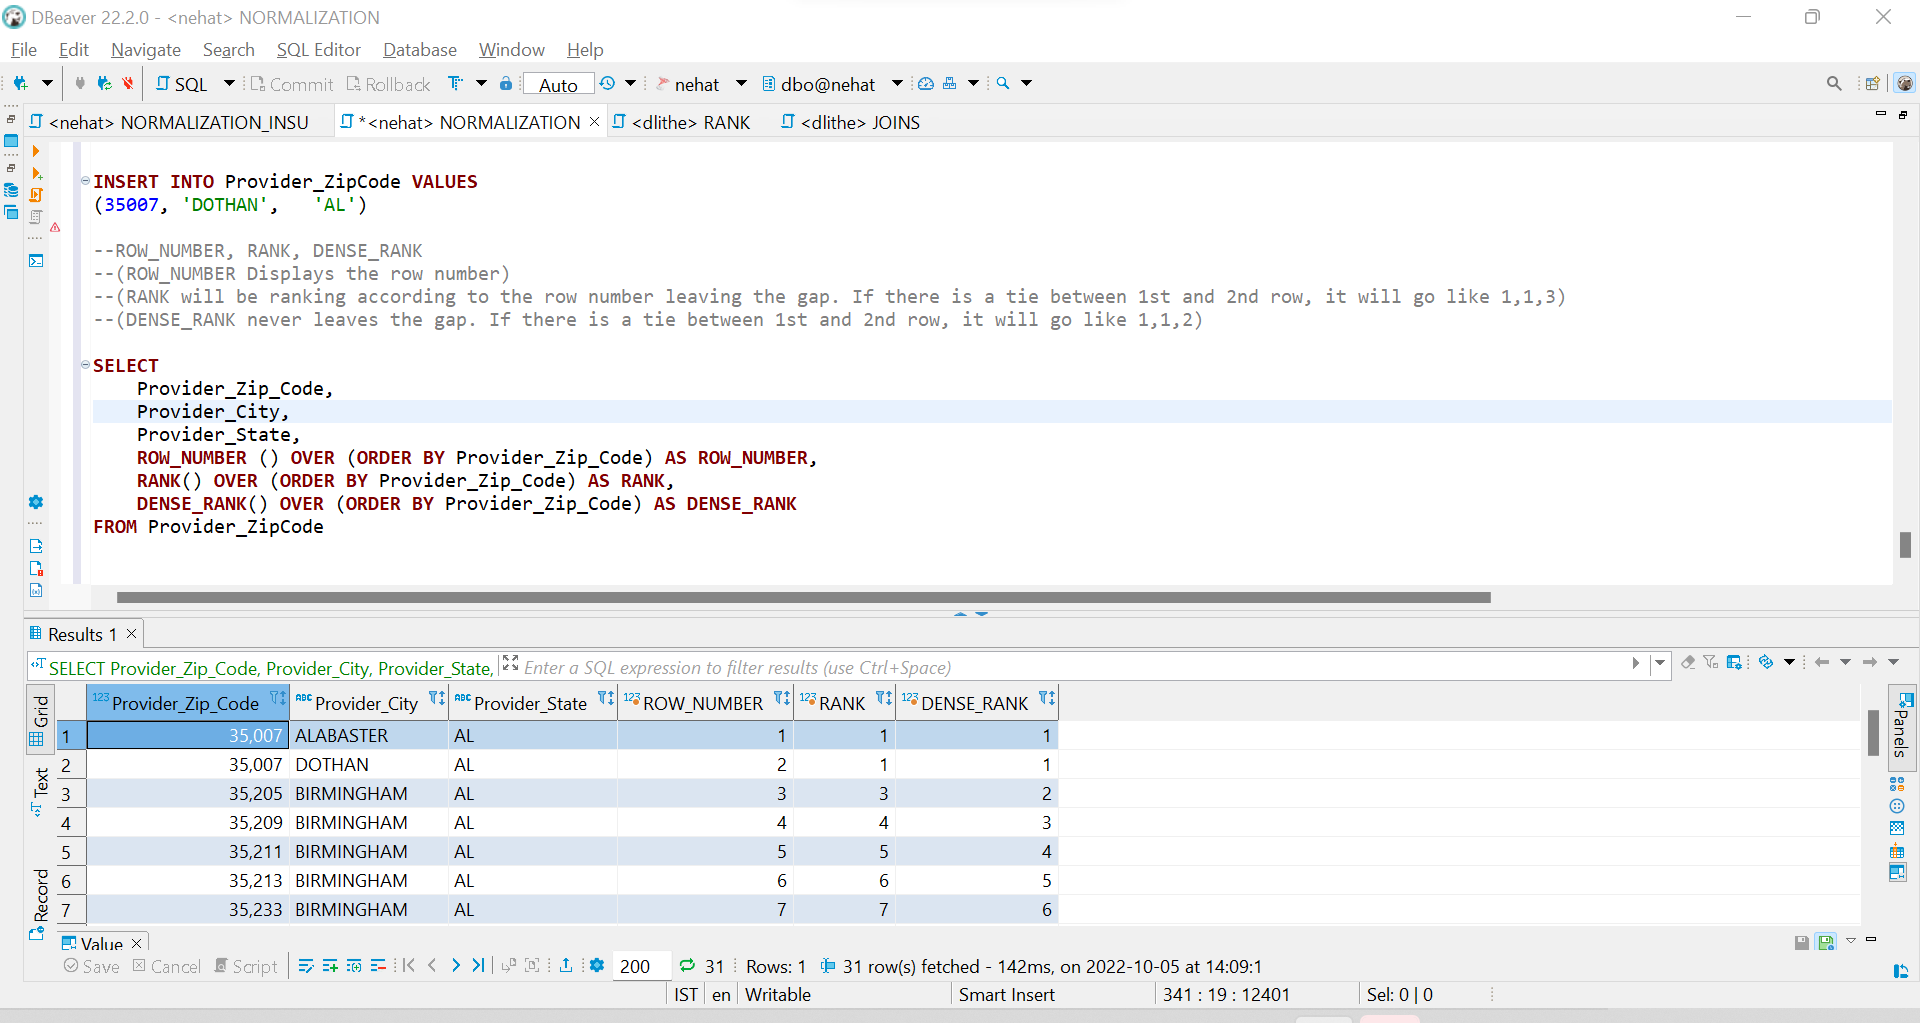 DBeaver 22.2.0 - <nehat> NORMALIZATION
File Edit Navigate Search SQL Editor Database Window Help
SQL Commit Rollback Auto nehat dbo@nehat
<nehat> NORMALIZATION_INSU *<nehat> NORMALIZATION <dlithe> RANK <dlithe> JOINS
INSERT INTO Provider_ZipCode VALUES
(35007, 'DOTHAN', 'AL')
--ROW_NUMBER, RANK, DENSE_RANK
--(ROW_NUMBER Displays the row number)
--(RANK will be ranking according to the row number leaving the gap. If there is a tie between 1st and 2nd row, it will go like 1,1,3)
--(DENSE_RANK never leaves the gap. If there is a tie between 1st and 2nd row, it will go like 1,1,2)
SELECT
Provider_Zip_Code,
Provider_City,
Provider_State,
ROW_NUMBER () OVER (ORDER BY Provider_Zip_Code) AS ROW_NUMBER,
RANK() OVER (ORDER BY Provider_Zip_Code) AS RANK,
DENSE_RANK() OVER (ORDER BY Provider_Zip_Code) AS DENSE_RANK
FROM Provider_ZipCode
Results 1
SELECT Provider_Zip_Code, Provider_City, Provider_State, Enter a SQL expression to filter results (use Ctrl+Space)
Grid
Text
Record
123 Provider_Zip_Code ABC Provider_City ABC Provider_State 123 ROW_NUMBER 123 RANK 123 DENSE_RANK
1 35,007 ALABASTER AL 1 1 1
2 35,007 DOTHAN AL 2 1 1
3 35,205 BIRMINGHAM AL 3 3 2
4 35,209 BIRMINGHAM AL 4 4 3
5 35,211 BIRMINGHAM AL 5 5 4
6 35,213 BIRMINGHAM AL 6 6 5
7 35,233 BIRMINGHAM AL 7 7 6
Panels
Value
Save Cancel Script 200 31 Rows: 1 31 row(s) fetched - 142ms, on 2022-10-05 at 14:09:1
IST en Writable Smart Insert 341 : 19 : 12401 Sel: 0 | 0